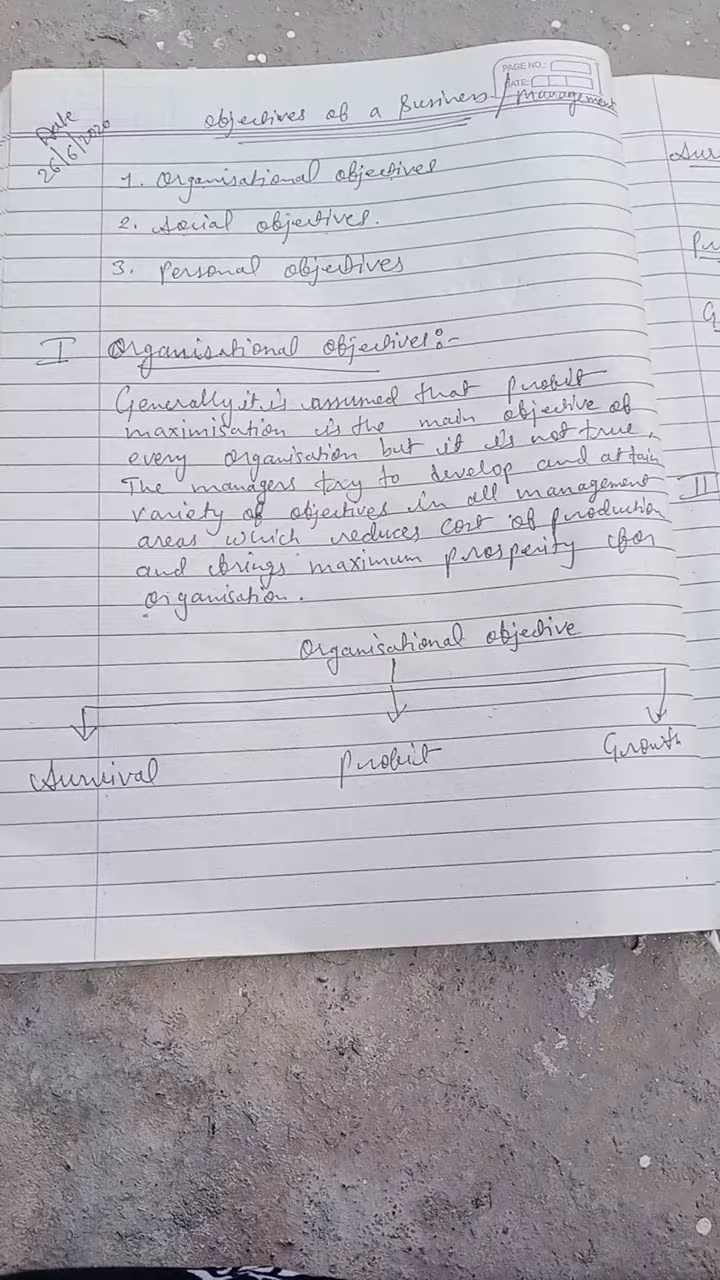 PAGE NO.:
DATE:
Date
26/6/2020
Objectives of a Business / Management
1. Organisational objectives
2. Social objectives.
3. Personal objectives
I Organisational objectives:-
Generally it is assumed that profit
maximisation is the main objective of
every organisation but it is not true.
The managers try to develop and attain
variety of objectives in all management
areas which reduces cost of production
and brings maximum prosperity for
organisation.
Organisational objective
Survival Profit Growth
II